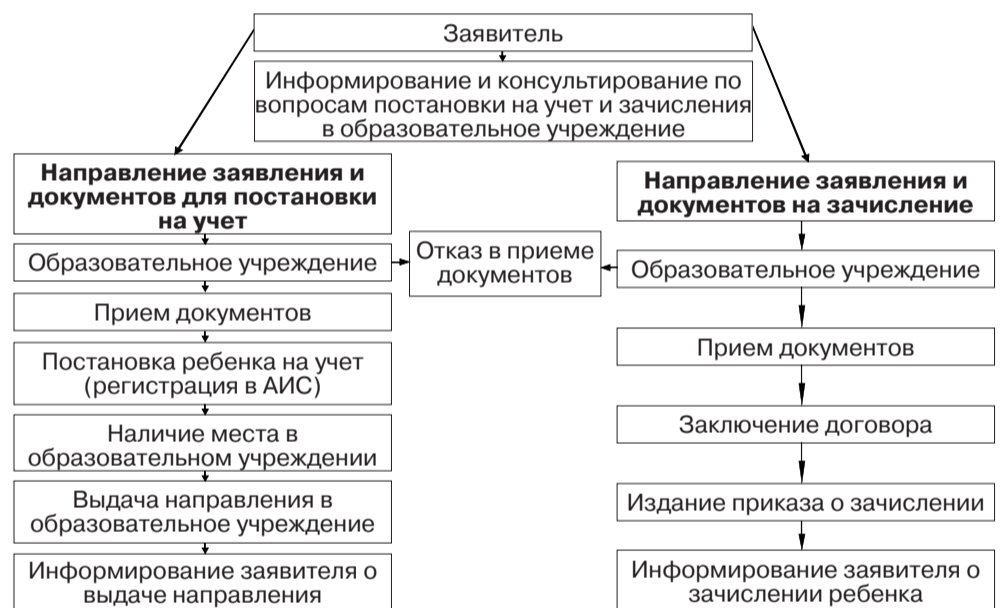 Заявитель
Информирование и консультирование по
вопросам постановки на учет и зачисления
в образовательное учреждение
Направление заявления и
документов для постановки
на учет
Образовательное учреждение
Прием документов
Постановка ребенка на учет
(регистрация в АИС)
Наличие места в
образовательном учреждении
Выдача направления в
образовательное учреждение
Информирование заявителя о
выдаче направления
Отказ в приеме
документов
Направление заявления и
документов на зачисление
Образовательное учреждение
Прием документов
Заключение договора
Издание приказа о зачислении
Информирование заявителя о
зачислении ребенка